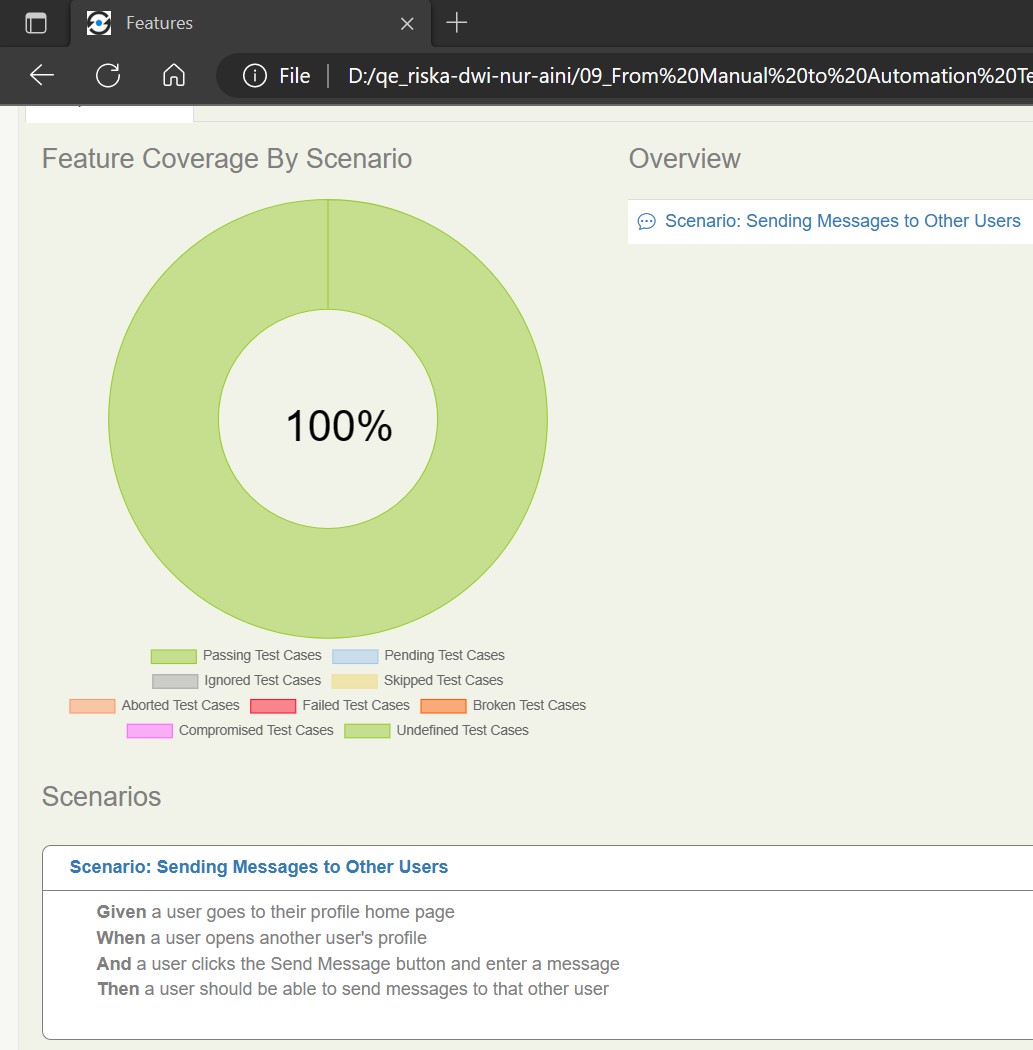 Features
File
D:/qe_riska-dwi-nur-aini/09_From%20Manual%20to%20Automation%20Te
Feature Coverage By Scenario
Overview
Scenario: Sending Messages to Other Users
100%
Passing Test Cases
Pending Test Cases
Ignored Test Cases
Skipped Test Cases
Aborted Test Cases
Failed Test Cases
Broken Test Cases
Compromised Test Cases
Undefined Test Cases
Scenarios
Scenario: Sending Messages to Other Users
Given a user goes to their profile home page
When a user opens another user's profile
And a user clicks the Send Message button and enter a message
Then a user should be able to send messages to that other user